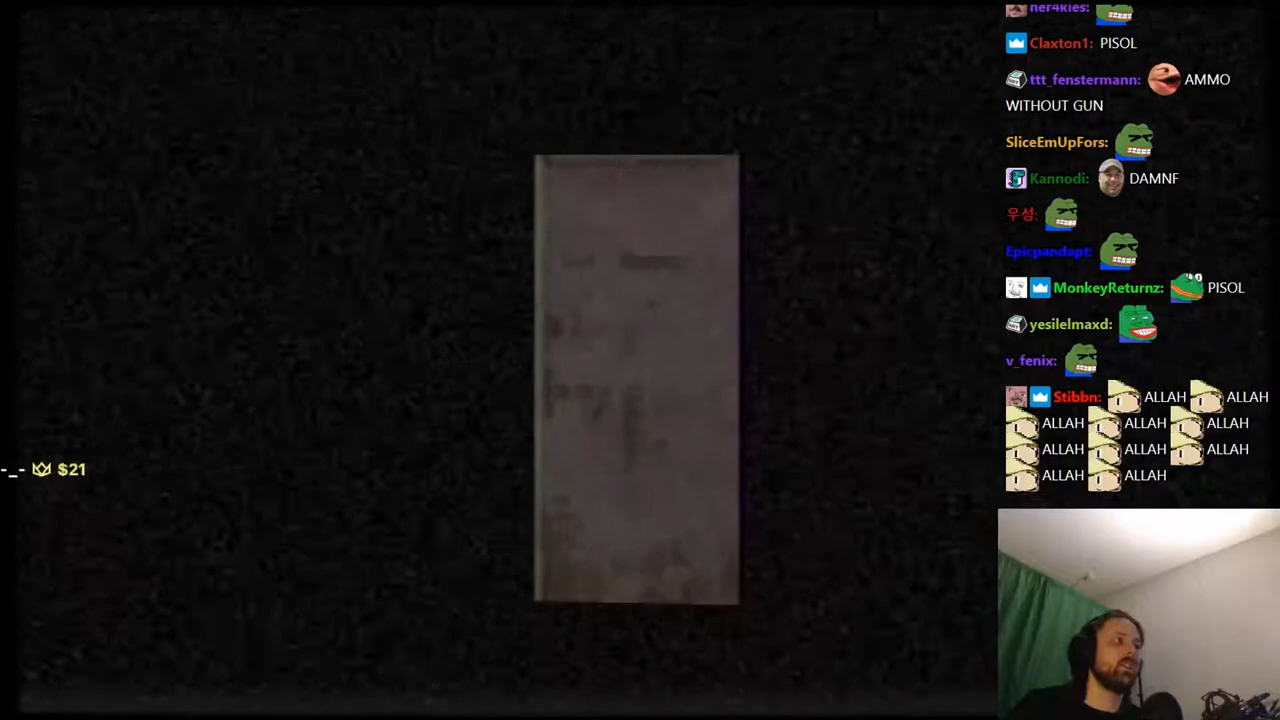 ner4kies:
Claxton1: PISOL
ttt_fenstermann: AMMO
WITHOUT GUN
SliceEmUpFors:
Kannodi: DAMNF
우성:
Epicpandapt:
MonkeyReturnz: PISOL
yesilelmaxd:
v_fenix:
Stibbn: ALLAH ALLAH
ALLAH ALLAH ALLAH
ALLAH ALLAH ALLAH
ALLAH ALLAH
-_- $21